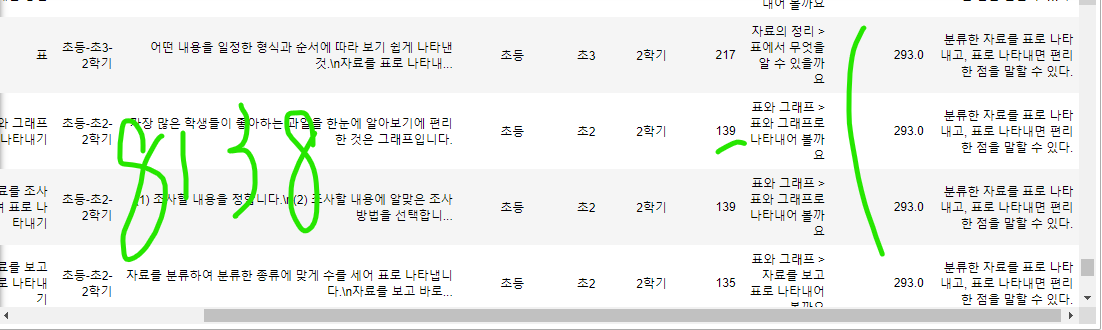 내어 볼까요
표 초등-초3-2학기 어떤 내용을 일정한 형식과 순서에 따라 보기 쉽게 나타낸 것.\n자료를 표로 나타내... 초등 초3 2학기 217 자료의 정리 > 표에서 무엇을 알 수 있을까요 293.0 분류한 자료를 표로 나타내고, 표로 나타내면 편리한 점을 말할 수 있다.
와 그래프 나타내기 초등-초2-2학기 가장 많은 학생들이 좋아하는 과일을 한눈에 알아보기에 편리한 것은 그래프입니다. 초등 초2 2학기 139 표와 그래프 > 표와 그래프로 나타내어 볼까요 293.0 분류한 자료를 표로 나타내고, 표로 나타내면 편리한 점을 말할 수 있다.
8138
료를 조사 표로 나타내기 초등-초2-2학기 (1) 조사할 내용을 정합니다.\n(2) 조사할 내용에 알맞은 조사 방법을 선택합니... 초등 초2 2학기 139 표와 그래프 > 표와 그래프로 나타내어 볼까요 293.0 분류한 자료를 표로 나타내고, 표로 나타내면 편리한 점을 말할 수 있다.
료를 보고 로 나타내기 초등-초2-2학기 자료를 분류하여 분류한 종류에 맞게 수를 세어 표로 나타냅니다.\n자료를 보고 바로... 초등 초2 2학기 135 표와 그래프 > 자료를 보고 표로 나타내어 볼까요 293.0 분류한 자료를 표로 나타내고, 표로 나타내면 편리한 점을 말할 수 있다.